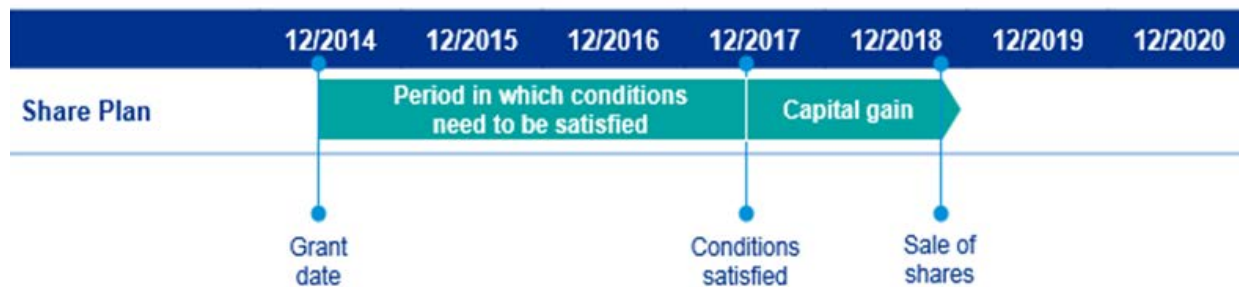 12/2014 12/2015 12/2016 12/2017 12/2018 12/2019 12/2020
Share Plan
Period in which conditions
need to be satisfied
Capital gain
Grant
date
Conditions
satisfied
Sale of
shares